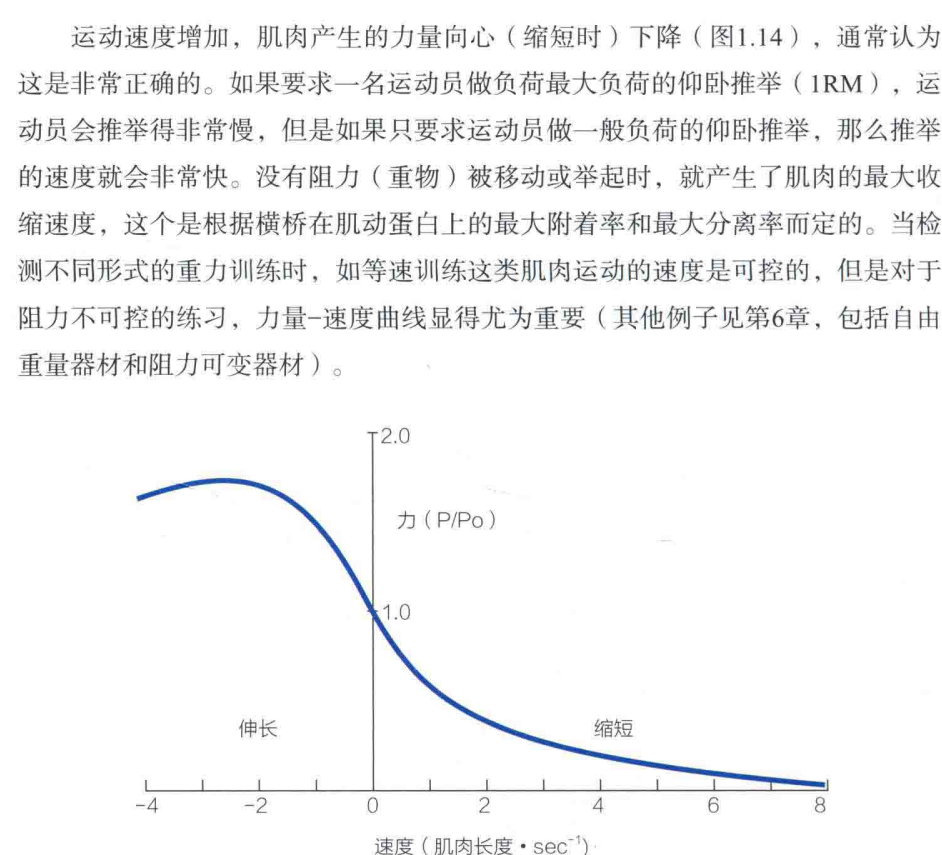 运动速度增加，肌肉产生的力量向心（缩短时）下降（图1.14），通常认为
这是非常正确的。如果要求一名运动员做负荷最大负荷的仰卧推举（1RM），运
动员会推举得非常慢，但是如果只要求运动员做一般负荷的仰卧推举，那么推举
的速度就会非常快。没有阻力（重物）被移动或举起时，就产生了肌肉的最大收
缩速度，这个是根据横桥在肌动蛋白上的最大附着率和最大分离率而定的。当检
测不同形式的重力训练时，如等速训练这类肌肉运动的速度是可控的，但是对于
阻力不可控的练习，力量-速度曲线显得尤为重要（其他例子见第6章，包括自由
重量器材和阻力可变器材）。
2.0
力（P/Po）
1.0
伸长 缩短
-4 -2 0 2 4 6 8
速度（肌肉长度·sec⁻¹）